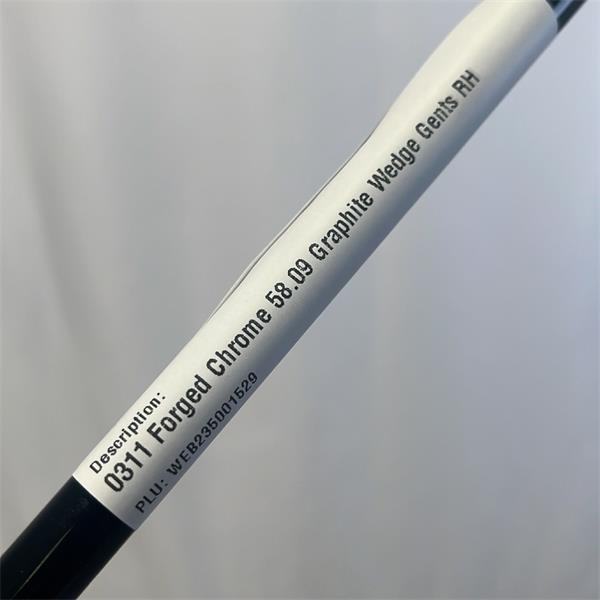 Description:
0311 Forged Chrome 58.09 Graphite Wedge Gents RH
PLU: WEB235001529